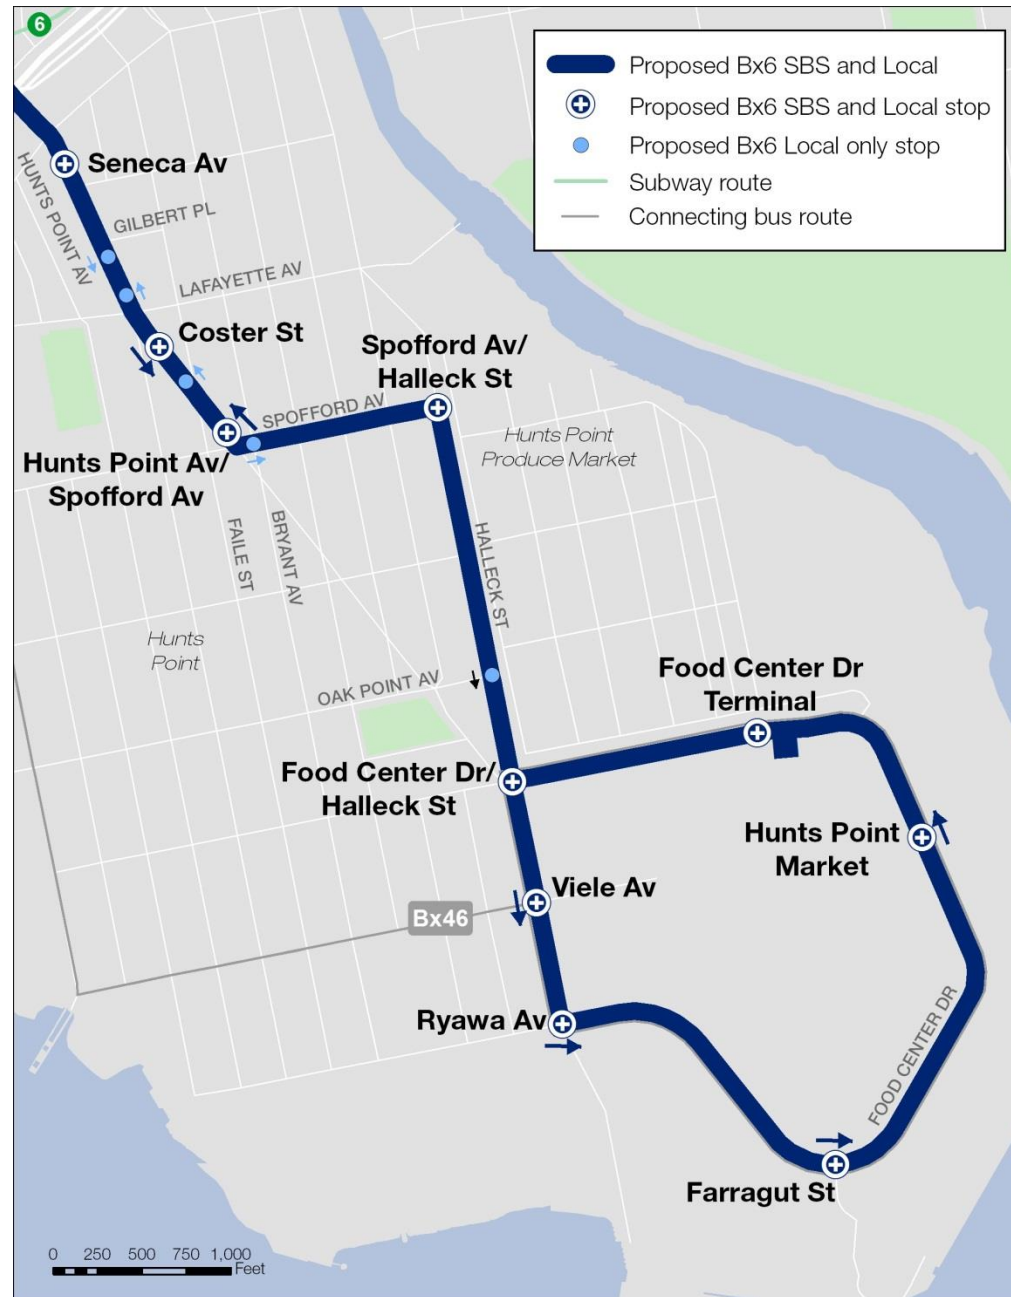 6
Proposed Bx6 SBS and Local
Proposed Bx6 SBS and Local stop
Proposed Bx6 Local only stop
Subway route
Connecting bus route
Seneca Av
HUNTS POINT AV
GILBERT PL
LAFAYETTE AV
Coster St
Spofford Av/
Halleck St
SPOFFORD AV
Hunts Point
Produce Market
Hunts Point Av/
Spofford Av
FAILE ST
BRYANT AV
HALLECK ST
Hunts
Point
OAK POINT AV
Food Center Dr
Terminal
Food Center Dr/
Halleck St
Hunts Point
Market
Viele Av
Bx46
Ryawa Av
FOOD CENTER DR
Farragut St
0 250 500 750 1,000
Feet